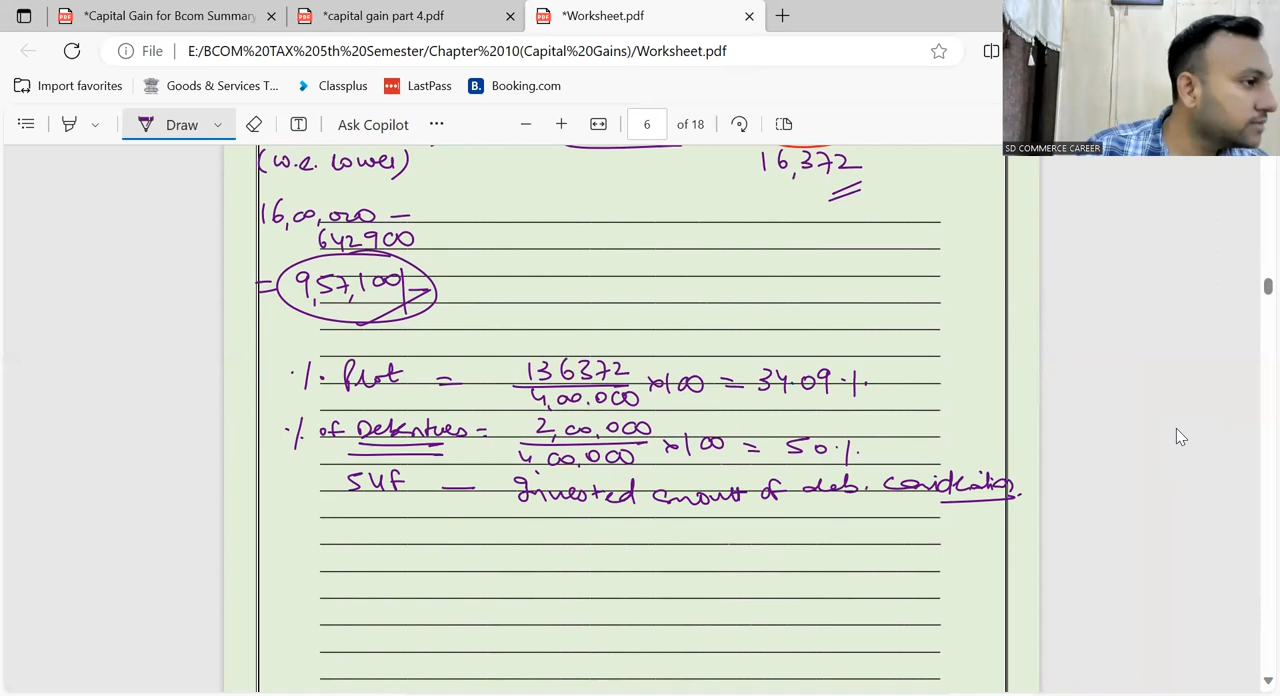 *Capital Gain for Bcom Summary
*capital gain part 4.pdf
*Worksheet.pdf
File
E:/BCOM%20TAX%205th%20Semester/Chapter%2010(Capital%20Gains)/Worksheet.pdf
Import favorites
Goods & Services T...
Classplus
LastPass
Booking.com
Draw
Ask Copilot
6 of 18
SD COMMERCE CAREER
(w.e. lower)
16,372
16,00,000 –
642900
= 9,57,100/–
% Plot = 136372/4,00,000 × 100 = 34.09%
% of Debentures = 2,00,000/4,00,000 × 100 = 50%
54F — Invested amount of deb. consideration.